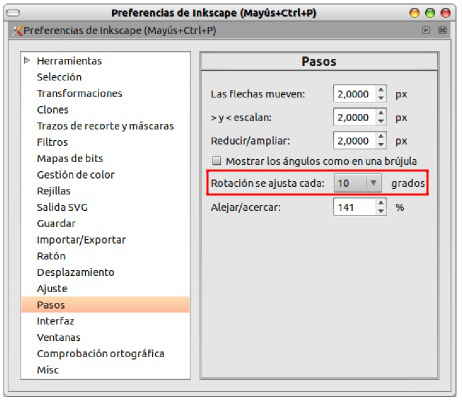 Preferencias de Inkscape (Mayús+Ctrl+P)
Preferencias de Inkscape (Mayús+Ctrl+P)
Herramientas
Selección
Transformaciones
Clones
Trazos de recorte y máscaras
Filtros
Mapas de bits
Gestión de color
Rejillas
Salida SVG
Guardar
Importar/Exportar
Ratón
Desplazamiento
Ajuste
Pasos
Interfaz
Ventanas
Comprobación ortográfica
Misc
Pasos
Las flechas mueven: 2,0000 px
> y < escalan: 2,0000 px
Reducir/ampliar: 2,0000 px
Mostrar los ángulos como en una brújula
Rotación se ajusta cada: 10 grados
Alejar/acercar: 141 %